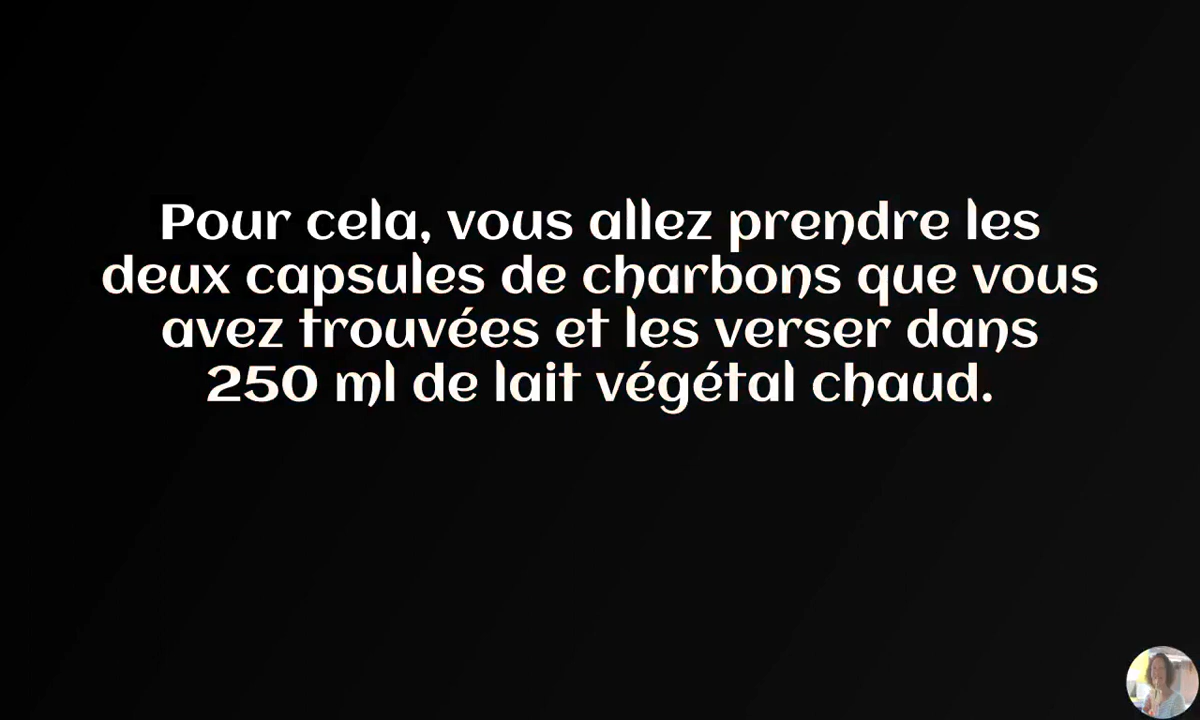 Pour cela, vous allez prendre les
deux capsules de charbons que vous
avez trouvées et les verser dans
250 ml de lait végétal chaud.